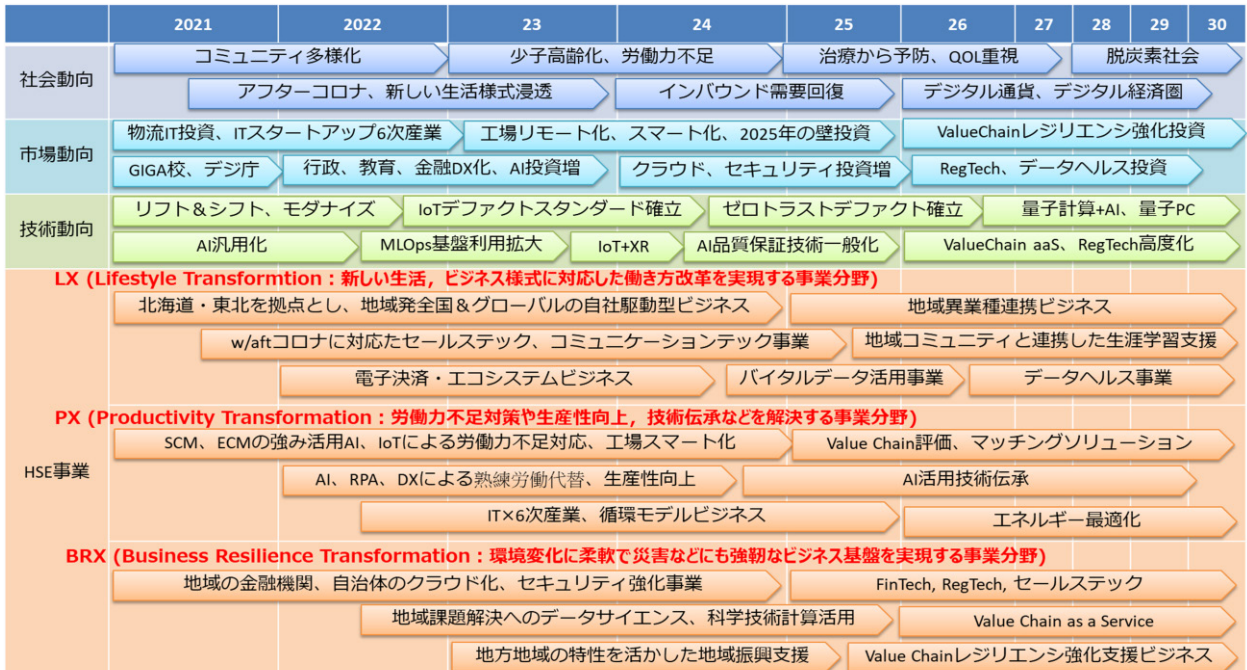 2021 2022 23 24 25 26 27 28 29 30
社会動向
コミュニティ多様化 少子高齢化、労働力不足 治療から予防、QOL重視 脱炭素社会
アフターコロナ、新しい生活様式浸透 インバウンド需要回復 デジタル通貨、デジタル経済圏
市場動向
物流IT投資、ITスタートアップ6次産業 工場リモート化、スマート化、2025年の壁投資 ValueChainレジリエンシ強化投資
GIGA校、デジ庁 行政、教育、金融DX化、AI投資増 クラウド、セキュリティ投資増 RegTech、データヘルス投資
技術動向
リフト＆シフト、モダナイズ IoTデファクトスタンダード確立 ゼロトラストデファクト確立 量子計算+AI、量子PC
AI汎用化 MLOps基盤利用拡大 IoT+XR AI品質保証技術一般化 ValueChain aaS、RegTech高度化
HSE事業
LX (Lifestyle Transformtion：新しい生活，ビジネス様式に対応した働き方改革を実現する事業分野)
北海道・東北を拠点とし、地域発全国＆グローバルの自社駆動型ビジネス 地域異業種連携ビジネス
w/aftコロナに対応たセールステック、コミュニケーションテック事業 地域コミュニティと連携した生涯学習支援
電子決済・エコシステムビジネス バイタルデータ活用事業 データヘルス事業
PX (Productivity Transformation：労働力不足対策や生産性向上，技術伝承などを解決する事業分野)
SCM、ECMの強み活用AI、IoTによる労働力不足対応、工場スマート化 Value Chain評価、マッチングソリューション
AI、RPA、DXによる熟練労働代替、生産性向上 AI活用技術伝承
IT×6次産業、循環モデルビジネス エネルギー最適化
BRX (Business Resilience Transformation：環境変化に柔軟で災害などにも強靭なビジネス基盤を実現する事業分野)
地域の金融機関、自治体のクラウド化、セキュリティ強化事業 FinTech, RegTech, セールステック
地域課題解決へのデータサイエンス、科学技術計算活用 Value Chain as a Service
地方地域の特性を活かした地域振興支援 Value Chainレジリエンシ強化支援ビジネス